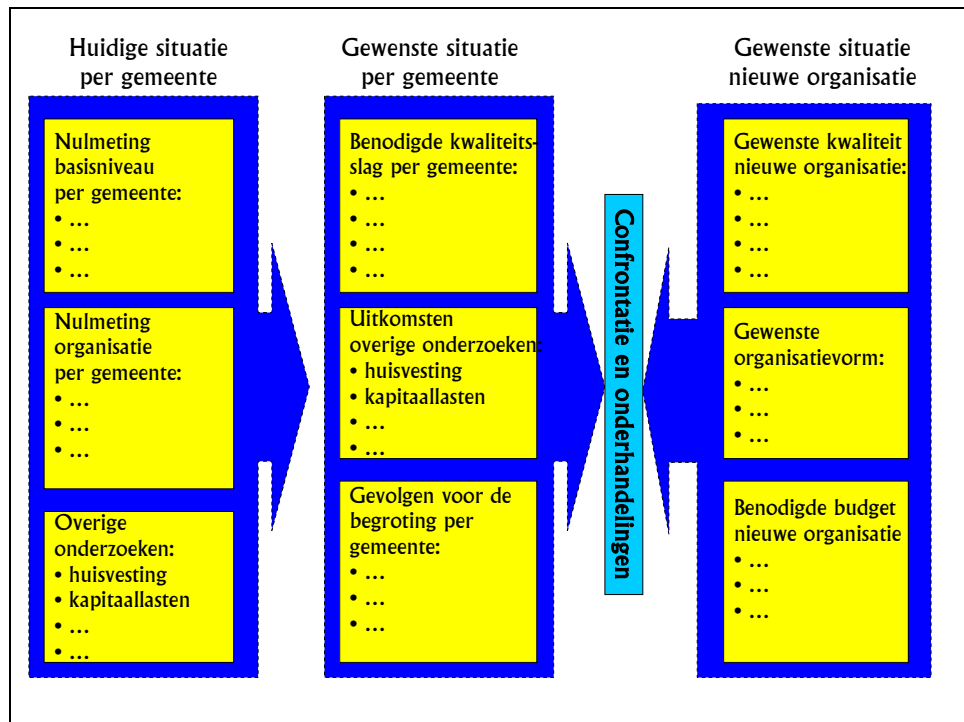 Huidige situatie
per gemeente
Nulmeting
basisniveau
per gemeente:
• ...
• ...
• ...
Nulmeting
organisatie
per gemeente:
• ...
• ...
• ...
Overige
onderzoeken:
• huisvesting
• kapitaallasten
• ...
• ...
Gewenste situatie
per gemeente
Benodigde kwaliteits-
slag per gemeente:
• ...
• ...
• ...
• ...
Uitkomsten
overige onderzoeken:
• huisvesting
• kapitaallasten
• ...
• ...
Gevolgen voor de
begroting per
gemeente:
• ...
• ...
• ...
Confrontatie en onderhandelingen
Gewenste situatie
nieuwe organisatie
Gewenste kwaliteit
nieuwe organisatie:
• ...
• ...
• ...
• ...
Gewenste
organisatievorm:
• ...
• ...
• ...
Benodigde budget
nieuwe organisatie
• ...
• ...
• ...